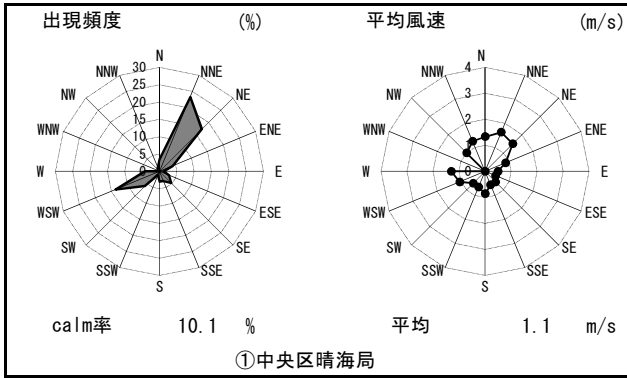 出現頻度 (%)
N
NNE
NE
ENE
E
ESE
SE
SSE
S
SSW
SW
WSW
W
WNW
NW
NNW
30
25
20
15
10
5
0
calm率 10.1 %
平均風速 (m/s)
N
NNE
NE
ENE
E
ESE
SE
SSE
S
SSW
SW
WSW
W
WNW
NW
NNW
4
3
2
1
0
平均 1.1 m/s
①中央区晴海局